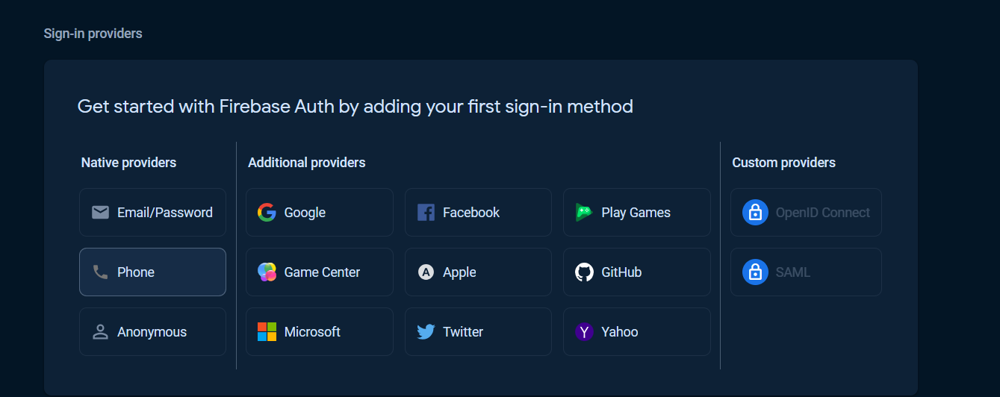 Sign-in providers
Get started with Firebase Auth by adding your first sign-in method
Native providers
Additional providers
Custom providers
Email/Password
Google
Facebook
Play Games
OpenID Connect
Phone
Game Center
Apple
GitHub
SAML
Anonymous
Microsoft
Twitter
Yahoo